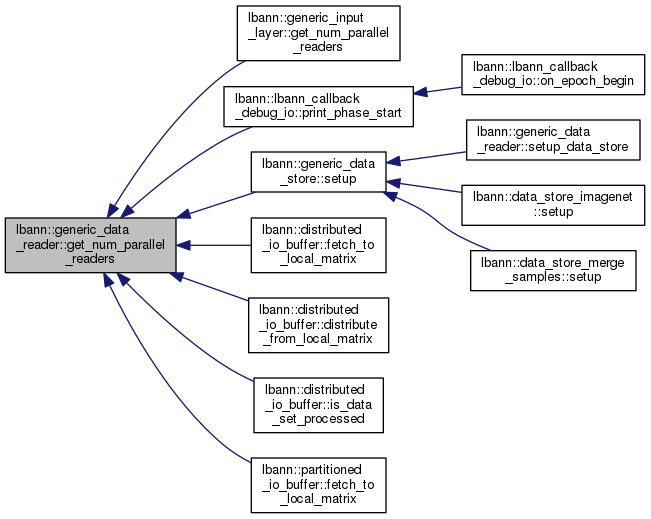 lbann::generic_input
_layer::get_num_parallel
_readers
lbann::lbann_callback
_debug_io::on_epoch_begin
lbann::lbann_callback
_debug_io::print_phase_start
lbann::generic_data
_reader::setup_data_store
lbann::generic_data
_store::setup
lbann::data_store_imagenet
::setup
lbann::generic_data
_reader::get_num_parallel
_readers
lbann::distributed
_io_buffer::fetch_to
_local_matrix
lbann::data_store_merge
_samples::setup
lbann::distributed
_io_buffer::distribute
_from_local_matrix
lbann::distributed
_io_buffer::is_data
_set_processed
lbann::partitioned
_io_buffer::fetch_to
_local_matrix